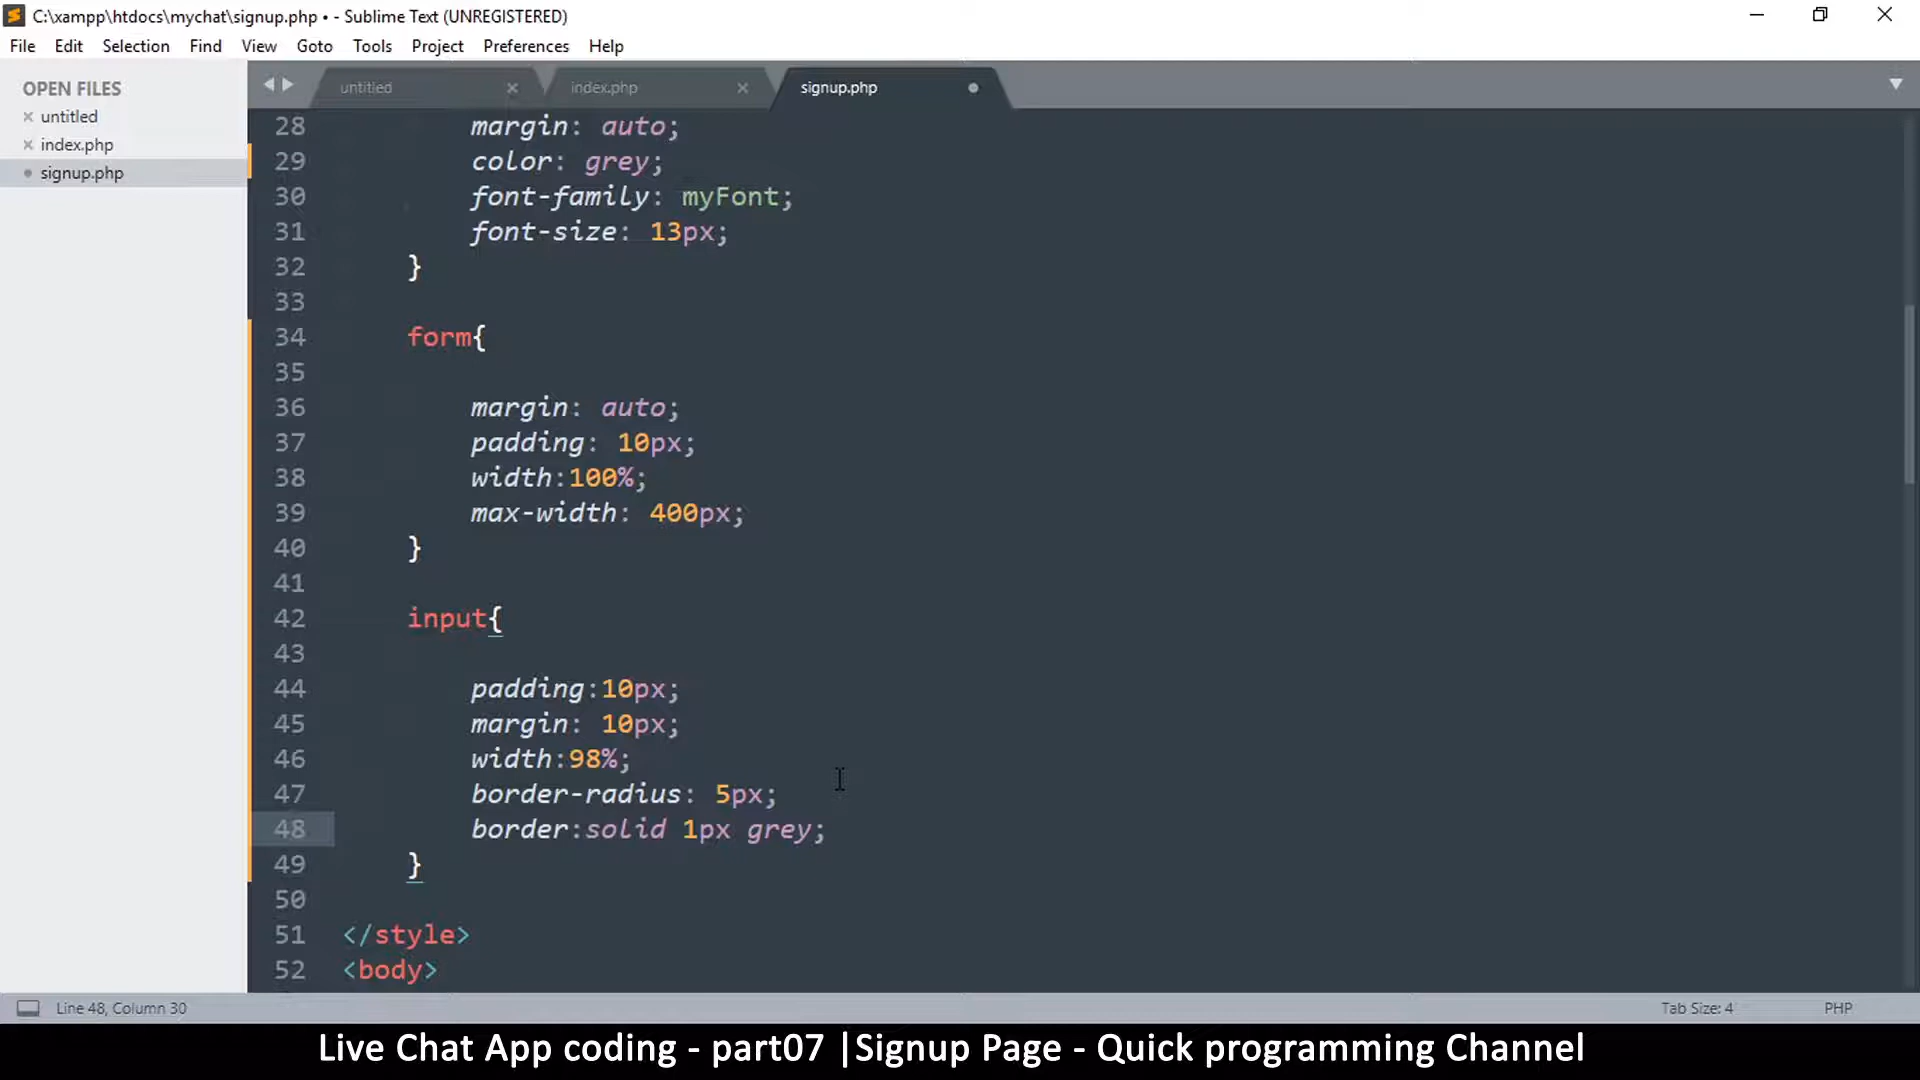 C:\xampp\htdocs\mychat\signup.php • - Sublime Text (UNREGISTERED)
File Edit Selection Find View Goto Tools Project Preferences Help
OPEN FILES
untitled
index.php
signup.php
untitled index.php signup.php
28 margin: auto;
29 color: grey;
30 font-family: myFont;
31 font-size: 13px;
32 }
33
34 form{
35
36 margin: auto;
37 padding: 10px;
38 width:100%;
39 max-width: 400px;
40 }
41
42 input{
43
44 padding:10px;
45 margin: 10px;
46 width:98%;
47 border-radius: 5px;
48 border:solid 1px grey;
49 }
50
51 </style>
52 <body>
Line 48, Column 30 Tab Size: 4 PHP
Live Chat App coding - part07 |Signup Page - Quick programming Channel